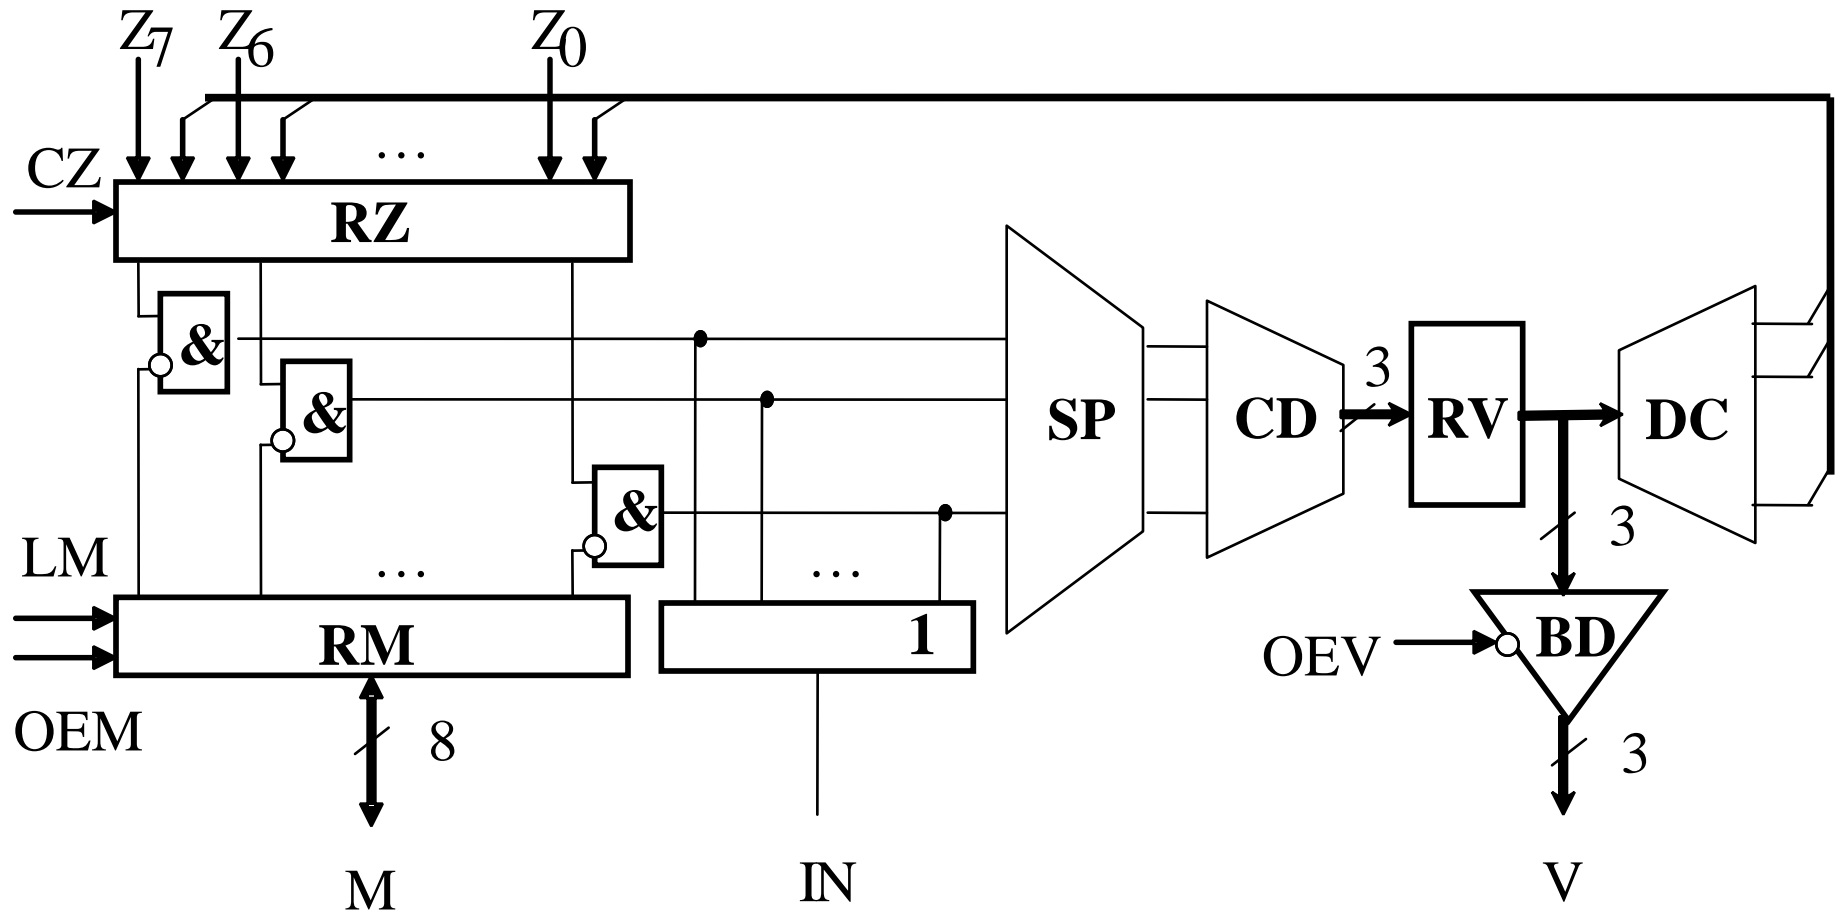 Z7 Z6 Z0
CZ
...
RZ
&
&
&
SP
CD
3
RV
DC
3
LM
...
...
RM
1
OEV
BD
OEM
8
3
M
IN
V